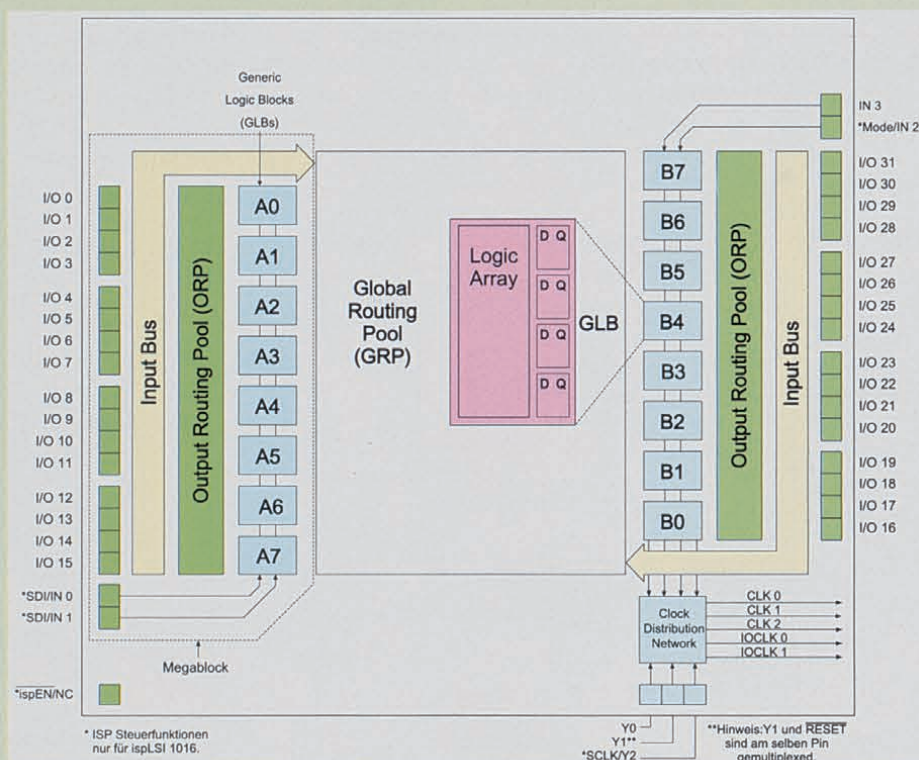 Generic
Logic Blocks
(GLBs)
IN 3
*Mode/IN 2
I/O 0
I/O 1
I/O 2
I/O 3
I/O 4
I/O 5
I/O 6
I/O 7
I/O 8
I/O 9
I/O 10
I/O 11
I/O 12
I/O 13
I/O 14
I/O 15
*SDI/IN 0
*SDI/IN 1
*ispEN/NC
Input Bus
Output Routing Pool (ORP)
A0
A1
A2
A3
A4
A5
A6
A7
Megablock
Global
Routing
Pool
(GRP)
Logic
Array
D Q
D Q
D Q
D Q
GLB
B7
B6
B5
B4
B3
B2
B1
B0
Output Routing Pool (ORP)
Input Bus
I/O 31
I/O 30
I/O 29
I/O 28
I/O 27
I/O 26
I/O 25
I/O 24
I/O 23
I/O 22
I/O 21
I/O 20
I/O 19
I/O 18
I/O 17
I/O 16
Clock
Distribution
Network
CLK 0
CLK 1
CLK 2
IOCLK 0
IOCLK 1
Y0
Y1**
*SCLK/Y2
* ISP Steuerfunktionen
nur für ispLSI 1016.
**Hinweis:Y1 und RESET
sind am selben Pin
gemultiplexed.